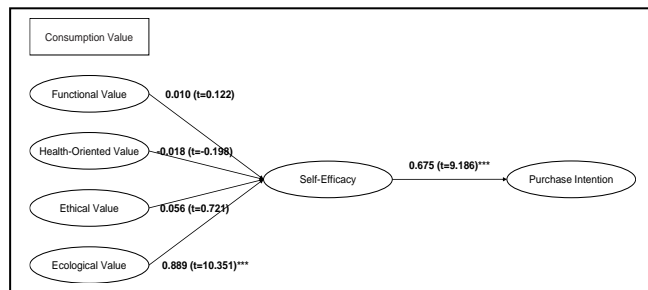 Consumption Value
Functional Value
0.010 (t=0.122)
Health-Oriented Value
-0.018 (t=-0.198)
Self-Efficacy
0.675 (t=9.186)***
Purchase Intention
Ethical Value
0.056 (t=0.721)
Ecological Value
0.889 (t=10.351)***